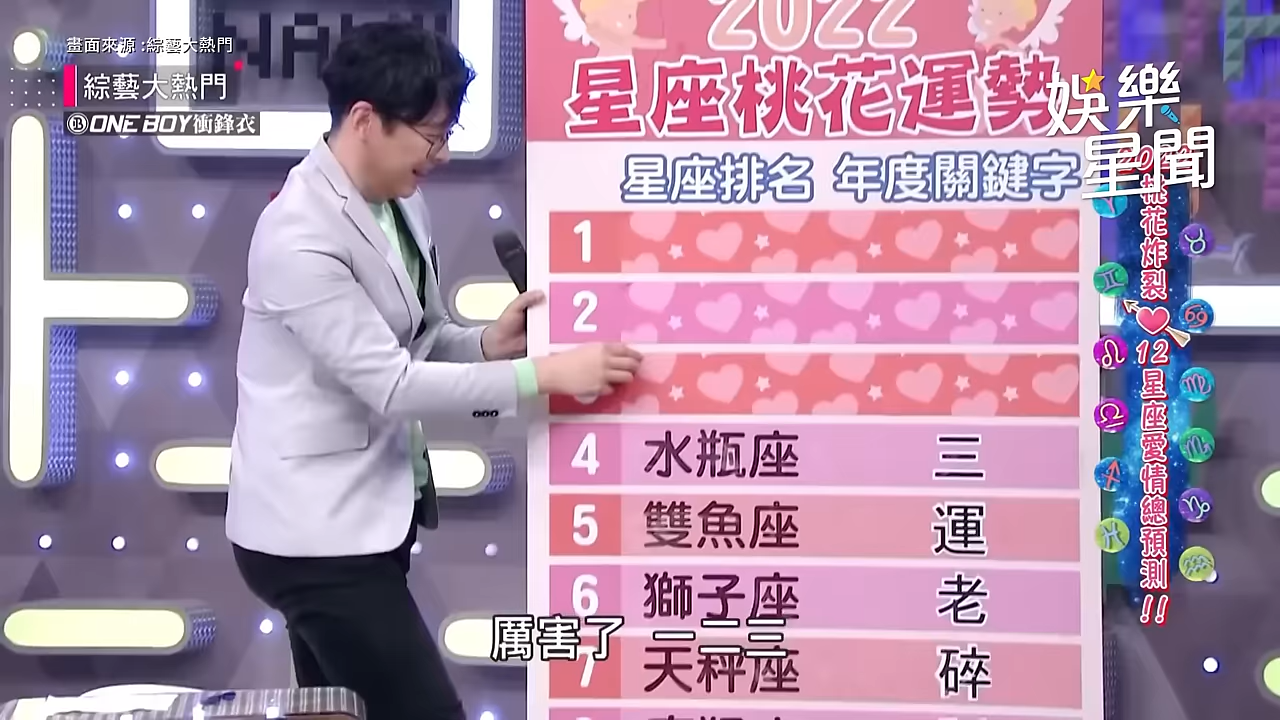 畫面來源 :綜藝大熱門
綜藝大熱門
ONE BOY衝鋒衣
2022
星座桃花運勢
娛樂
星聞
星座排名 年度關鍵字
1
2
4 水瓶座 三
5 雙魚座 運
6 獅子座 老
7 天秤座 碎
桃花炸裂
12星座愛情總預測!!
厲害了 一二三